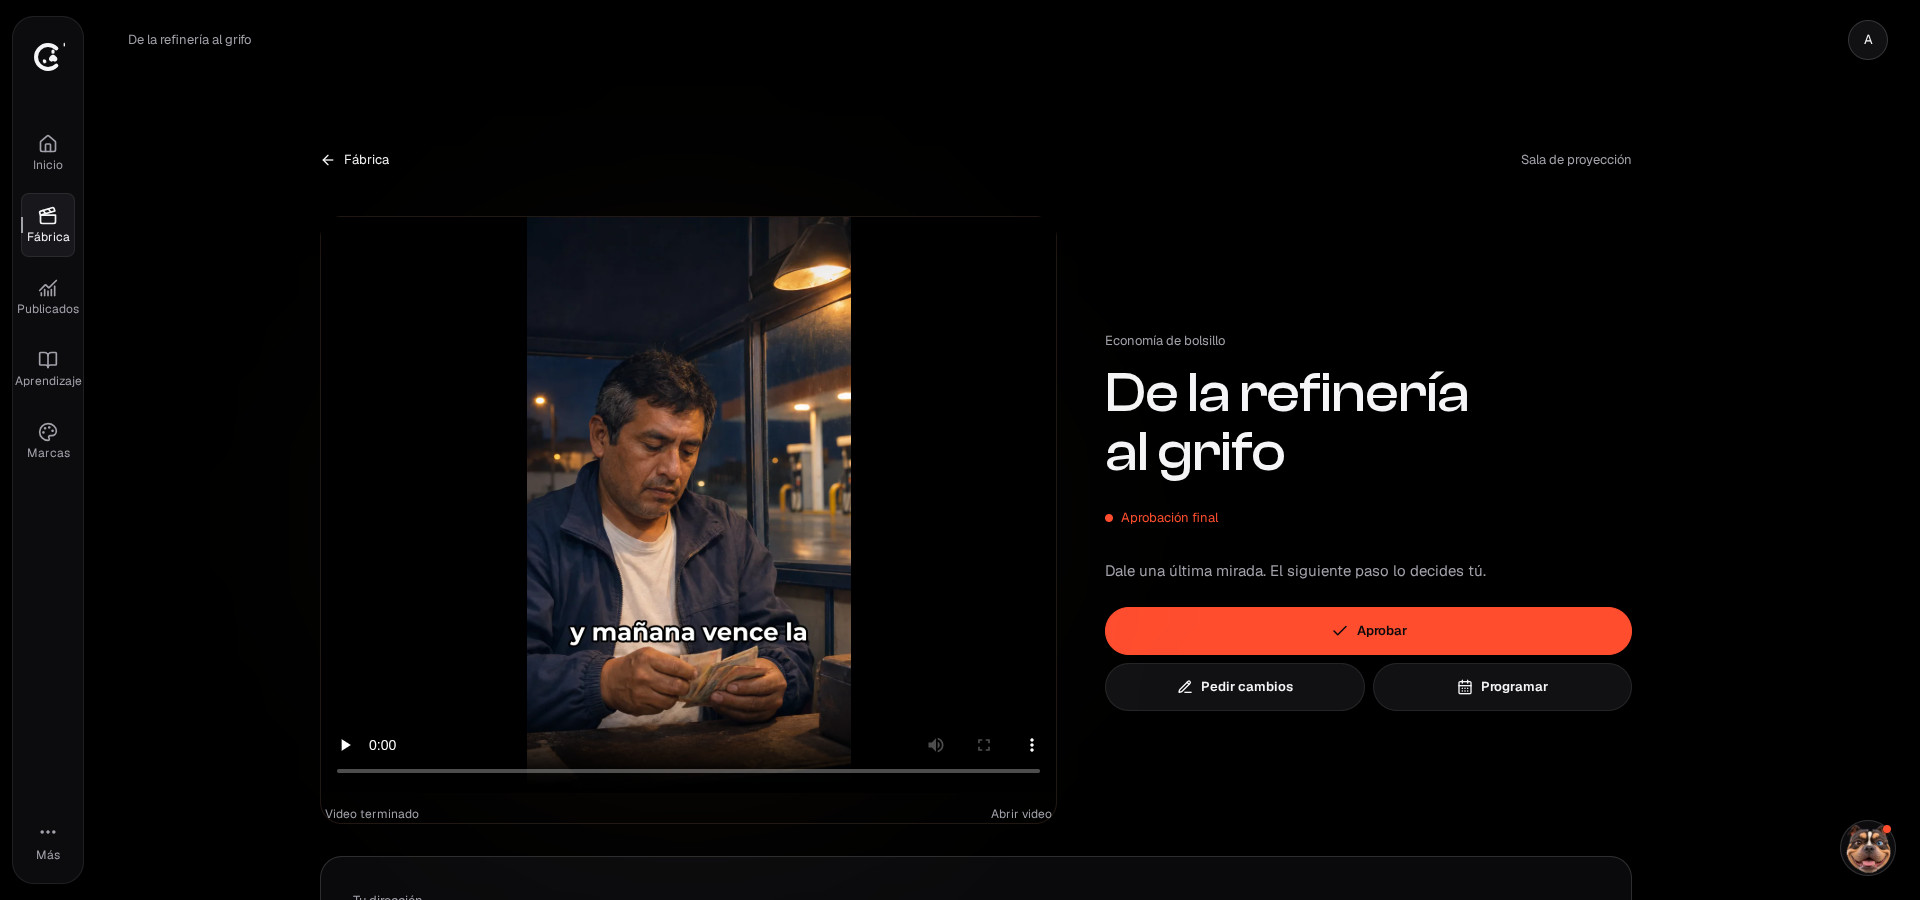 De la refinería al grifo
A
Inicio
Fábrica
Publicados
Aprendizaje
Marcas
Más
Fábrica
Sala de proyección
y mañana vence la
0:00
Video terminado
Abrir video
Economía de bolsillo
De la refinería
al grifo
Aprobación final
Dale una última mirada. El siguiente paso lo decides tú.
Aprobar
Pedir cambios
Programar
Tu dirección